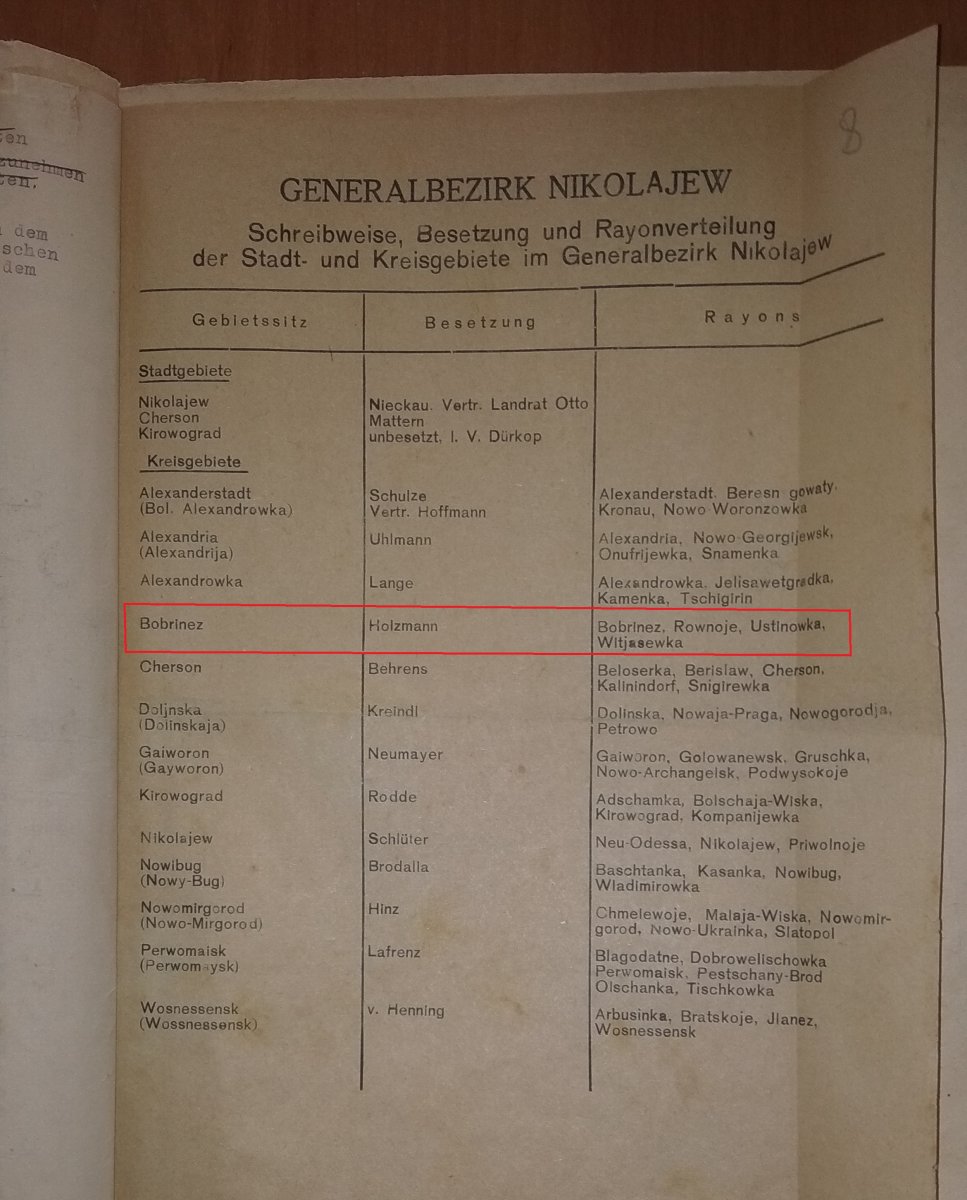 ten
zunehmen
ten.
dem
schen
dem
8
GENERALBEZIRK NIKOLAJEW
Schreibweise, Besetzung und Rayonverteilung
der Stadt- und Kreisgebiete im Generalbezirk Nikolajew
Gebietssitz Besetzung Rayons
Stadtgebiete
Nikolajew Nieckau. Vertr. Landrat Otto
Cherson Mattern
Kirowograd unbesetzt, I. V. Dürkop
Kreisgebiete
Alexanderstadt Schulze Alexanderstadt. Beresn gowaty.
(Bol. Alexandrowka) Vertr. Hoffmann Kronau, Nowo-Woronzowka
Alexandria Uhlmann Alexandria, Nowo-Georgijewsk,
(Alexandrija) Onufrijewka, Snamenka
Alexandrowka Lange Alexandrowka. Jelisawetgradka,
Kamenka, Tschigirin
Bobrinez Holzmann Bobrinez, Rownoje, Ustinowka,
Witjasewka
Cherson Behrens Beloserka, Berislaw, Cherson,
Kalinindorf, Snigirewka
Doljnska Kreindl Dolinska, Nowaja-Praga, Nowogorodja,
(Dolinskaja) Petrowo
Gaiworon Neumayer Gaiworon, Golowanewsk, Gruschka,
(Gayworon) Nowo-Archangelsk, Podwysokoje
Kirowograd Rodde Adschamka, Bolschaja-Wiska,
Kirowograd, Kompanijewka
Nikolajew Schlüter Neu-Odessa, Nikolajew, Priwolnoje
Nowibug Brodalla Baschtanka, Kasanka, Nowibug,
(Nowy-Bug) Wladimirowka
Nowomirgorod Hinz Chmelewoje, Malaja-Wiska, Nowomir-
(Nowo-Mirgorod) gorod, Nowo-Ukrainka, Slatopol
Perwomaisk Lafrenz Blagodatne, Dobrowelischowka
(Perwomaysk) Perwomaisk. Pestschany-Brod
Olschanka, Tischkowka
Wosnessensk v. Henning Arbusinka, Bratskoje, Jlanez,
(Wossnessensk) Wosnessensk